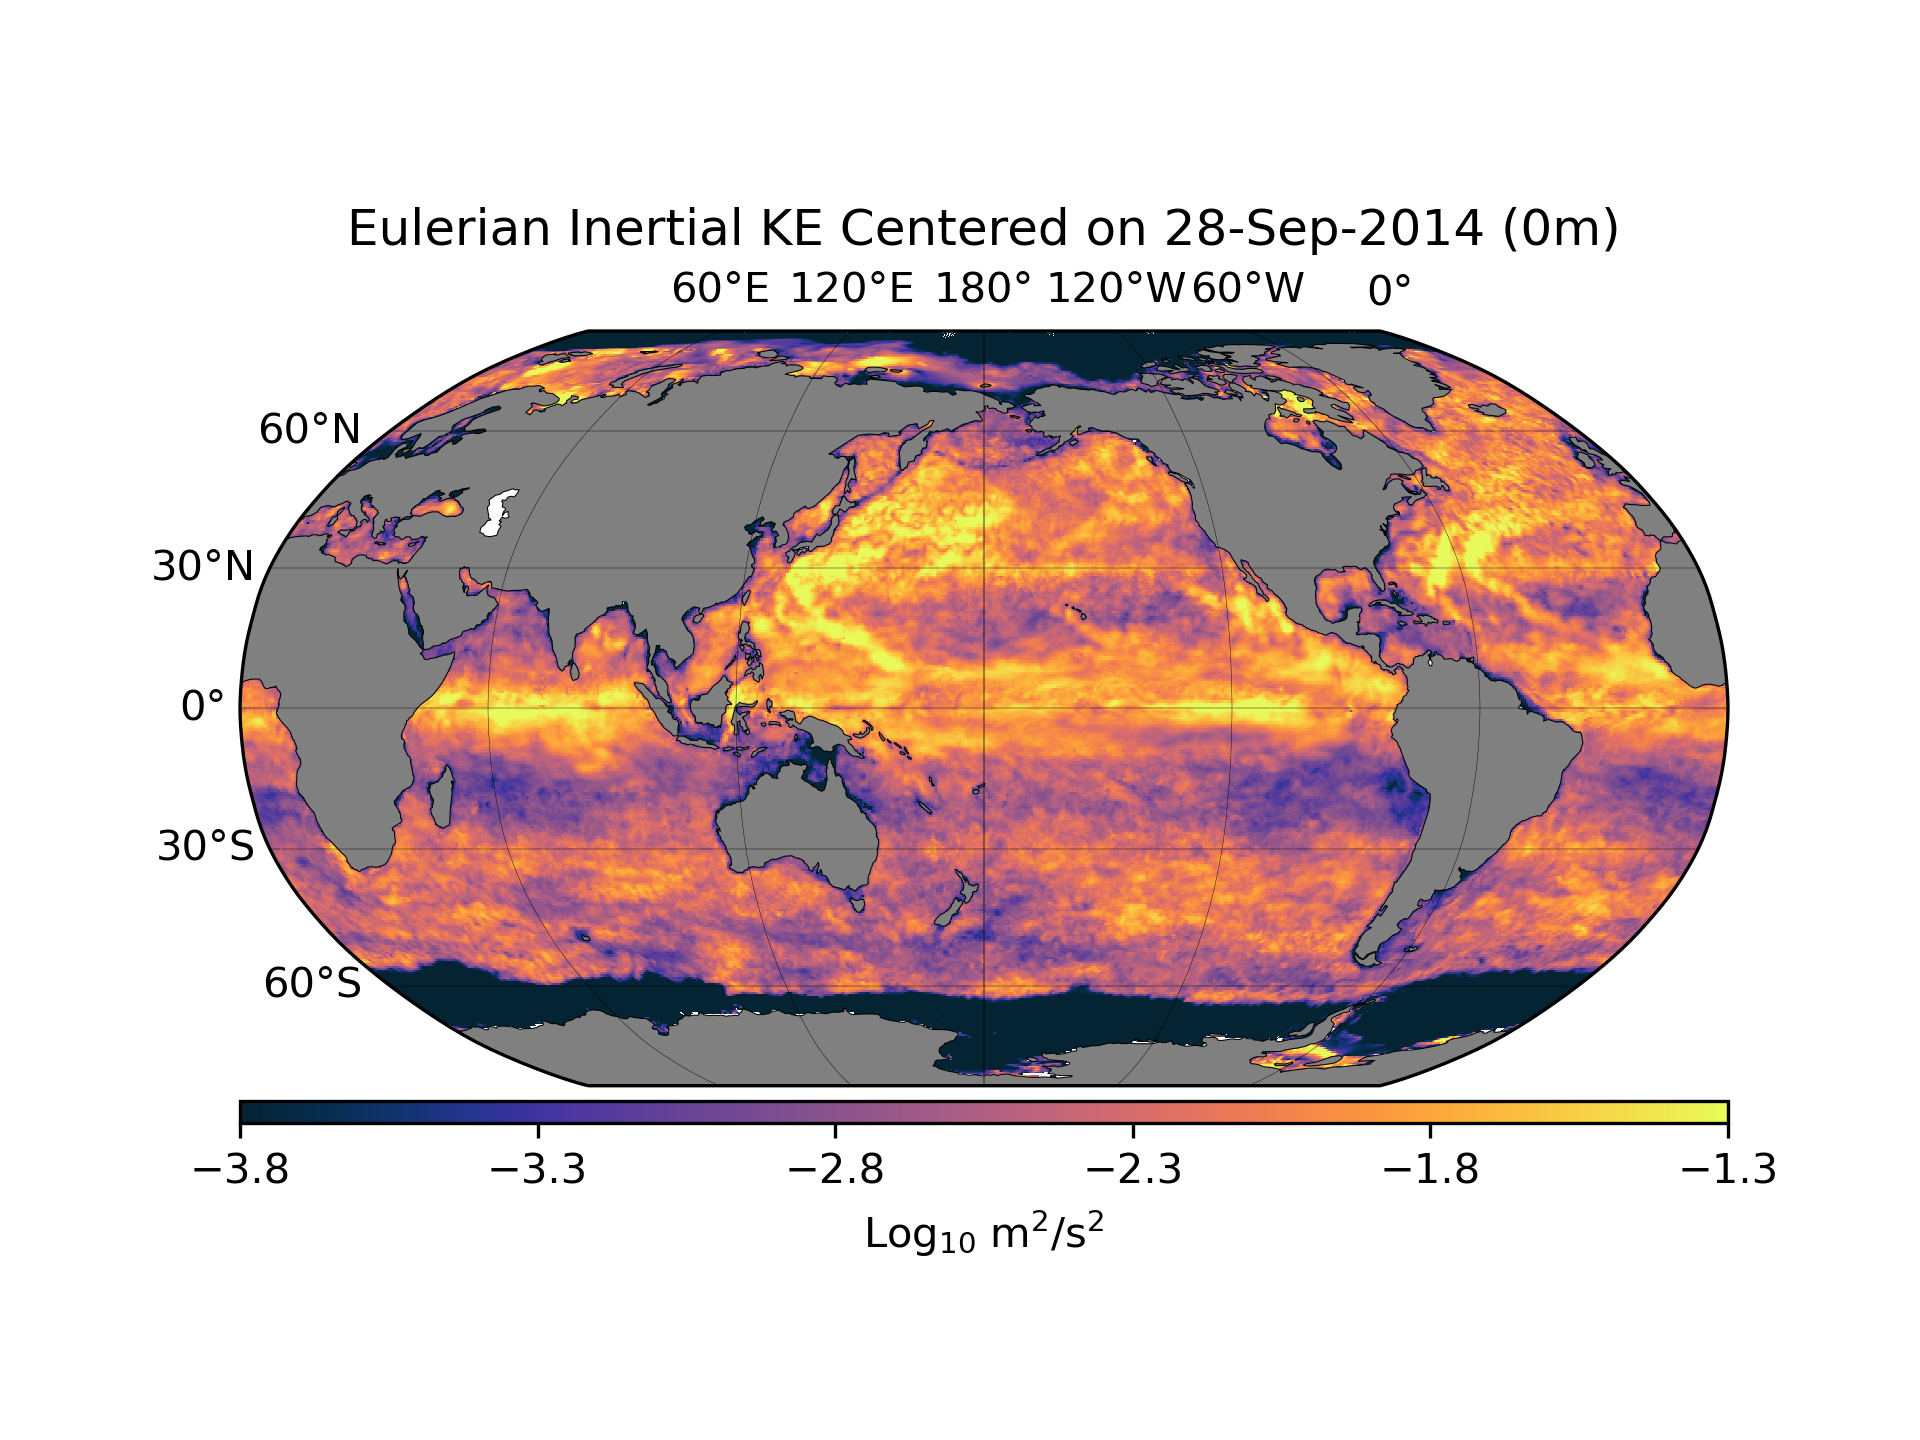 Eulerian Inertial KE Centered on 28-Sep-2014 (0m)
60°E 120°E 180° 120°W 60°W 0°
60°N
30°N
0°
30°S
60°S
−3.8 −3.3 −2.8 −2.3 −1.8 −1.3
Log₁₀ m²/s²